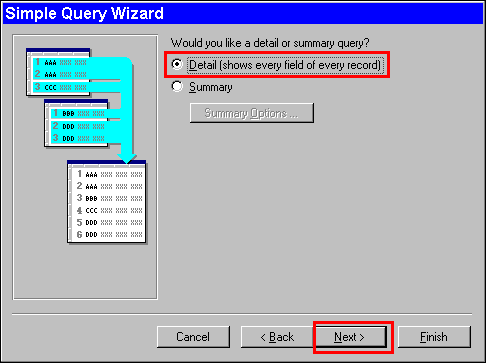 Simple Query Wizard
Would you like a detail or summary query?
Detail (shows every field of every record)
Summary
Summary Options ...
1 AAA XXX XXX
2 AAA XXX XXX
3 CCC XXX XXX
1 BBB XXX XXX
2 DDD XXX XXX
3 DDD XXX XXX
1 AAA XXX XXX XXX
2 AAA XXX XXX XXX
3 BBB XXX XXX XXX
4 CCC XXX XXX XXX
5 DDD XXX XXX XXX
6 DDD XXX XXX XXX
Cancel
< Back
Next >
Finish